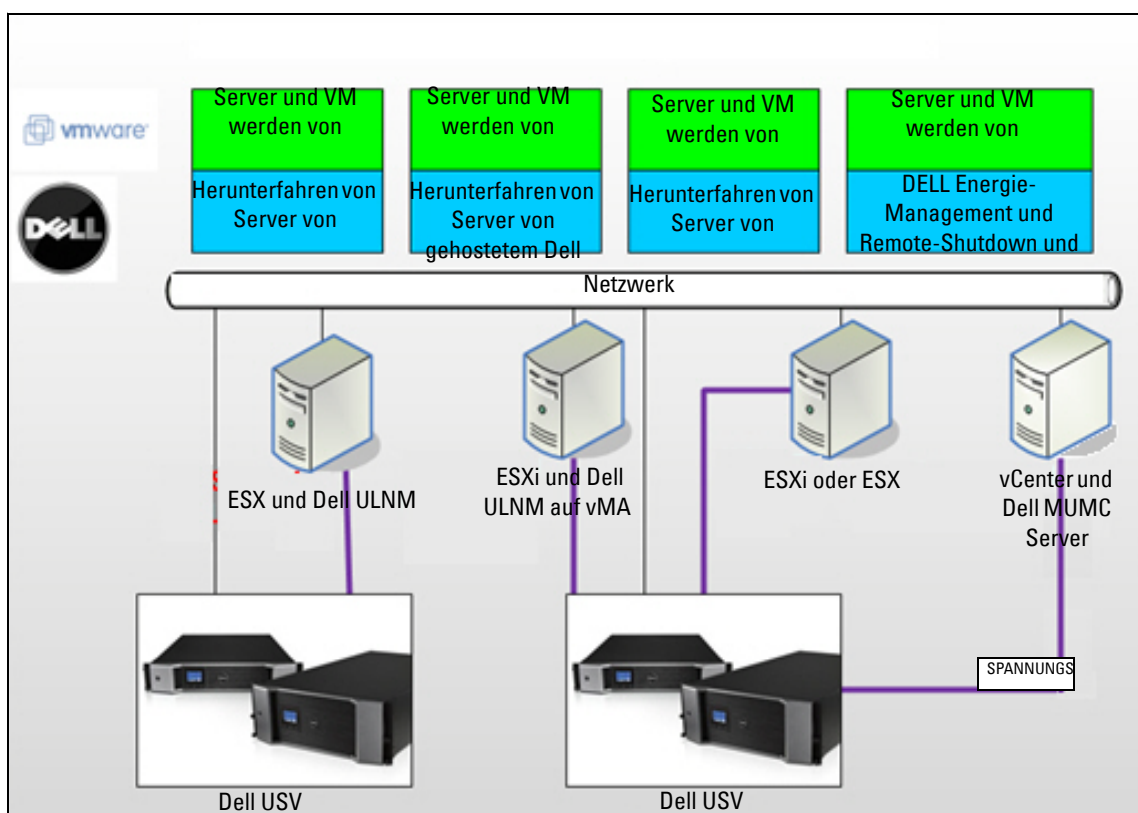 Server und VM
werden von
Server und VM
werden von
Server und VM
werden von
Server und VM
werden von
vmware
DELL
Herunterfahren von
Server von
Herunterfahren von
Server von
gehostetem Dell
Herunterfahren von
Server von
DELL Energie-
Management und
Remote-Shutdown und
Netzwerk
ESX und Dell ULNM
ESXi und Dell
ULNM auf vMA
ESXi oder ESX
vCenter und
Dell MUMC
Server
SPANNUNGS
Dell USV
Dell USV